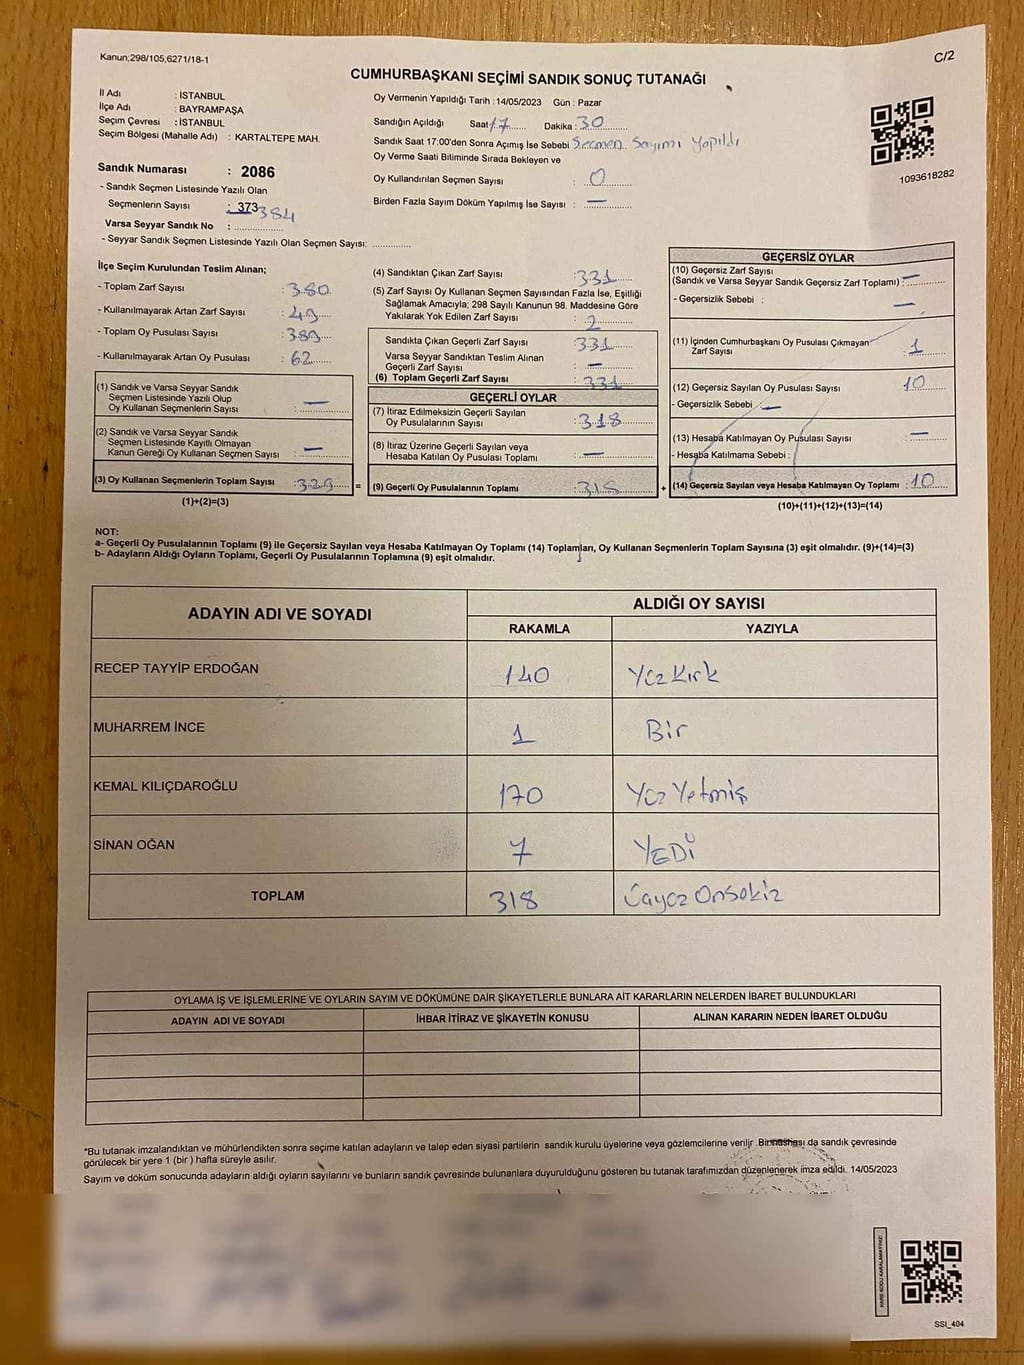 Kanun;298/105,6271/18-1
C/2
CUMHURBAŞKANI SEÇİMİ SANDIK SONUÇ TUTANAĞI
İl Adı : İSTANBUL
İlçe Adı : BAYRAMPAŞA
Seçim Çevresi : İSTANBUL
Seçim Bölgesi (Mahalle Adı) : KARTALTEPE MAH.
Sandık Numarası : 2086
- Sandık Seçmen Listesinde Yazılı Olan
Seçmenlerin Sayısı : 373 384
Varsa Seyyar Sandık No :
- Seyyar Sandık Seçmen Listesinde Yazılı Olan Seçmen Sayısı:
Oy Vermenin Yapıldığı Tarih :14/05/2023 Gün : Pazar
Sandığın Açıldığı Saat 17 Dakika : 30
Sandık Saat 17:00'den Sonra Açımış İse Sebebi Secmen Sayımı Yapıldı
Oy Verme Saati Bitiminde Sırada Bekleyen ve
Oy Kullandırılan Seçmen Sayısı : 0
Birden Fazla Sayım Döküm Yapılmış İse Sayısı : —
1093618282
İlçe Seçim Kurulundan Teslim Alınan;
- Toplam Zarf Sayısı : 380
- Kullanılmayarak Artan Zarf Sayısı : 49
- Toplam Oy Pusulası Sayısı : 389
- Kullanılmayarak Artan Oy Pusulası : 62
(1) Sandık ve Varsa Seyyar Sandık
Seçmen Listesinde Yazılı Olup
Oy Kullanan Seçmenlerin Sayısı : —
(2) Sandık ve Varsa Seyyar Sandık
Seçmen Listesinde Kayıtlı Olmayan
Kanun Gereği Oy Kullanan Seçmen Sayısı : —
(3) Oy Kullanan Seçmenlerin Toplam Sayısı : 329 =
(1)+(2)=(3)
(4) Sandıktan Çıkan Zarf Sayısı : 331
(5) Zarf Sayısı Oy Kullanan Seçmen Sayısından Fazla İse, Eşitliği
Sağlamak Amacıyla; 298 Sayılı Kanunun 98. Maddesine Göre
Yakılarak Yok Edilen Zarf Sayısı : 2
Sandıkta Çıkan Geçerli Zarf Sayısı : 331
Varsa Seyyar Sandıktan Teslim Alınan
Geçerli Zarf Sayısı : —
(6) Toplam Geçerli Zarf Sayısı : 331
GEÇERLİ OYLAR
(7) İtiraz Edilmeksizin Geçerli Sayılan
Oy Pusulalarının Sayısı : 318
(8) İtiraz Üzerine Geçerli Sayılan veya
Hesaba Katılan Oy Pusulası Toplamı : —
(9) Geçerli Oy Pusulalarının Toplamı : 318 +
GEÇERSİZ OYLAR
(10) Geçersiz Zarf Sayısı
(Sandık ve Varsa Seyyar Sandık Geçersiz Zarf Toplamı) : —
- Geçersizlik Sebebi : —
(11) İçinden Cumhurbaşkanı Oy Pusulası Çıkmayan
Zarf Sayısı : 1
(12) Geçersiz Sayılan Oy Pusulası Sayısı : 10
- Geçersizlik Sebebi : —
(13) Hesaba Katılmayan Oy Pusulası Sayısı : —
- Hesaba Katılmama Sebebi :
(14) Geçersiz Sayılan veya Hesaba Katılmayan Oy Toplamı : 10
(10)+(11)+(12)+(13)=(14)
NOT:
a- Geçerli Oy Pusulalarının Toplamı (9) ile Geçersiz Sayılan veya Hesaba Katılmayan Oy Toplamı (14) Toplamları, Oy Kullanan Seçmenlerin Toplam Sayısına (3) eşit olmalıdır. (9)+(14)=(3)
b- Adayların Aldığı Oyların Toplamı, Geçerli Oy Pusulalarının Toplamına (9) eşit olmalıdır.
ADAYIN ADI VE SOYADI ALDIĞI OY SAYISI
RAKAMLA YAZIYLA
RECEP TAYYİP ERDOĞAN 140 Yüz Kırk
MUHARREM İNCE 1 Bir
KEMAL KILIÇDAROĞLU 170 Yüz Yetmiş
SİNAN OĞAN 7 YEDİ
TOPLAM 318 Üçyüz Onsekiz
OYLAMA İŞ VE İŞLEMLERİNE VE OYLARIN SAYIM VE DÖKÜMÜNE DAİR ŞİKAYETLERLE BUNLARA AİT KARARLARIN NELERDEN İBARET BULUNDUKLARI
ADAYIN ADI VE SOYADI İHBAR İTİRAZ VE ŞİKAYETİN KONUSU ALINAN KARARIN NEDEN İBARET OLDUĞU
*Bu tutanak imzalandıktan ve mühürlendikten sonra seçime katılan adayların ve talep eden siyasi partilerin sandık kurulu üyelerine veya gözlemcilerine verilir .Bir nüshası da sandık çevresinde
görülecek bir yere 1 (bir ) hafta süreyle asılır.
Sayım ve döküm sonucunda adayların aldığı oyların sayılarını ve bunların sandık çevresinde bulunanlara duyurulduğunu gösteren bu tutanak tarafımızdan düzenlenerek imza edildi. 14/05/2023
KARE KODU KARALAMAYINIZ!
SSI_404